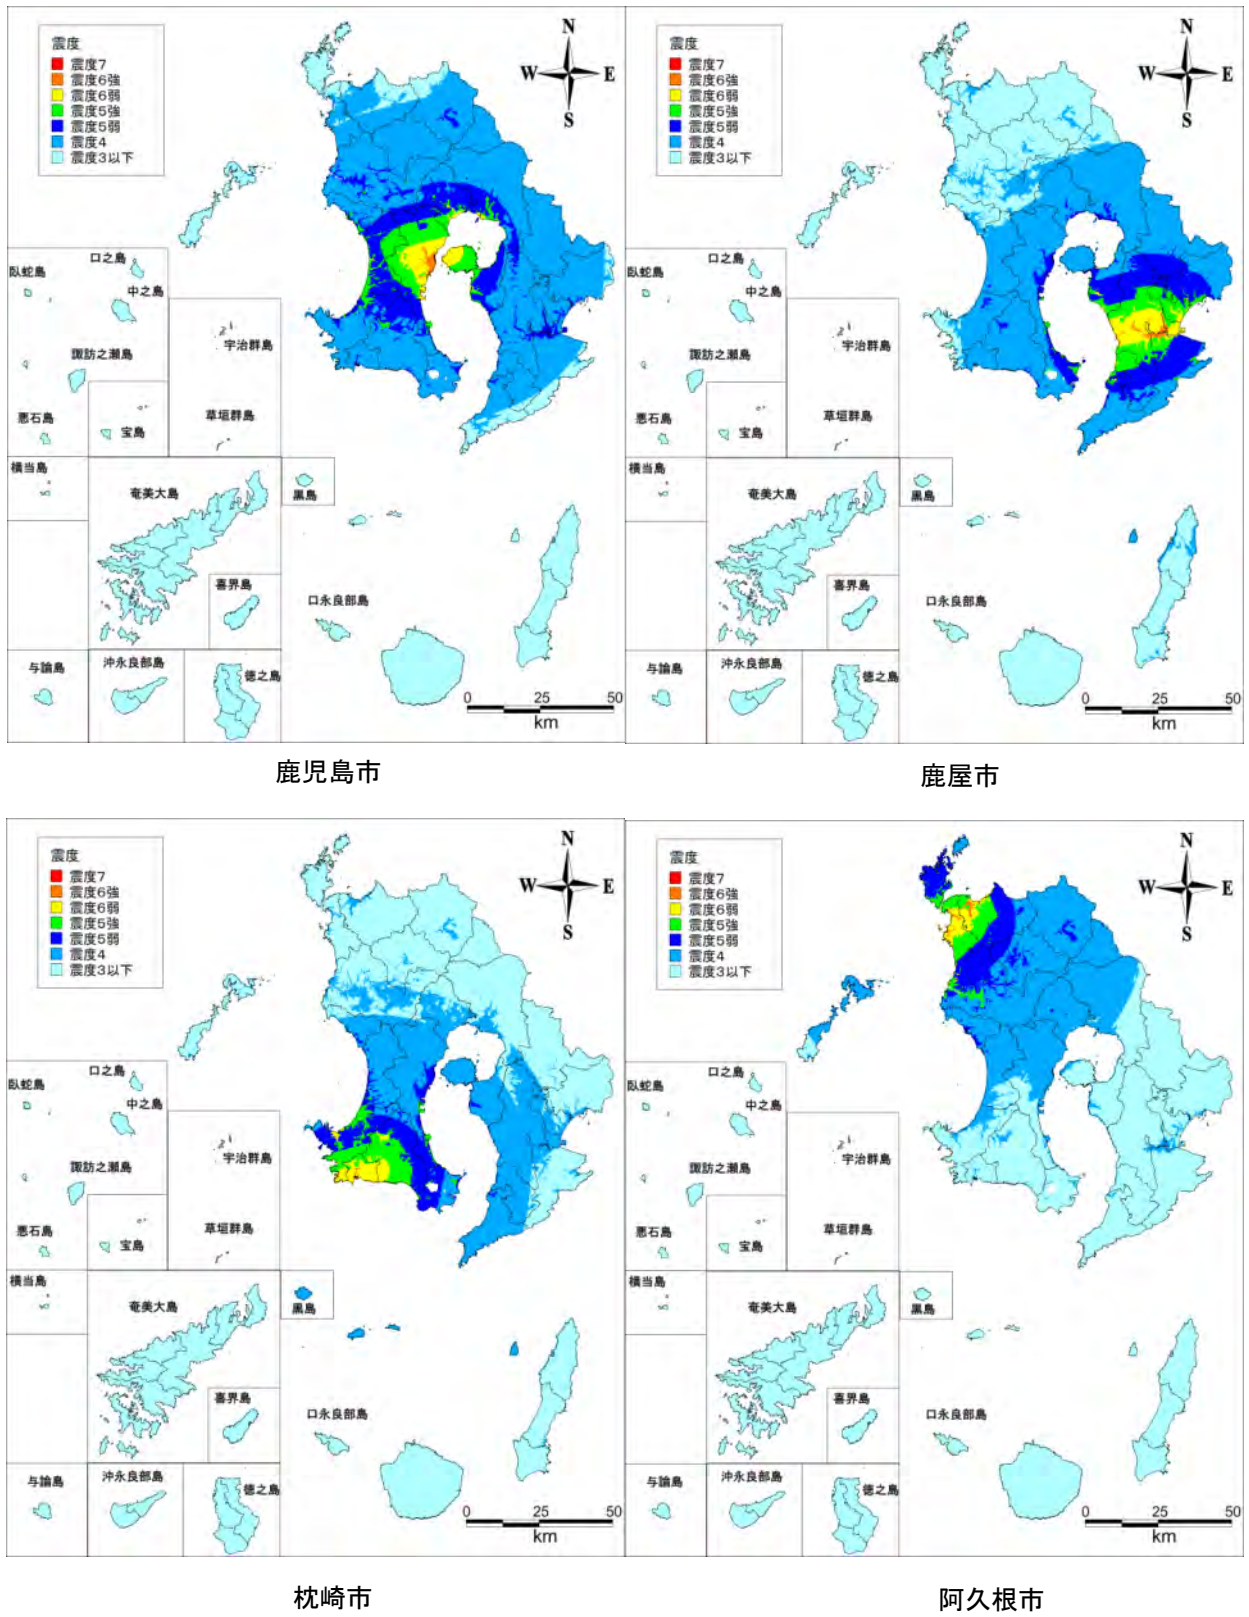 震度
震度7
震度6強
震度6弱
震度5強
震度5弱
震度4
震度3以下
N
W E
S
口之島
臥蛇島
中之島
宇治群島
諏訪之瀬島
草垣群島
悪石島
宝島
横当島
奄美大島
黒島
喜界島
口永良部島
与論島
沖永良部島
徳之島
0 25 50
km
鹿児島市
震度
震度7
震度6強
震度6弱
震度5強
震度5弱
震度4
震度3以下
N
W E
S
口之島
臥蛇島
中之島
宇治群島
諏訪之瀬島
草垣群島
悪石島
宝島
横当島
奄美大島
黒島
喜界島
口永良部島
与論島
沖永良部島
徳之島
0 25 50
km
鹿屋市
震度
震度7
震度6強
震度6弱
震度5強
震度5弱
震度4
震度3以下
N
W E
S
口之島
臥蛇島
中之島
宇治群島
諏訪之瀬島
草垣群島
悪石島
宝島
横当島
奄美大島
黒島
喜界島
口永良部島
与論島
沖永良部島
徳之島
0 25 50
km
枕崎市
震度
震度7
震度6強
震度6弱
震度5強
震度5弱
震度4
震度3以下
N
W E
S
口之島
臥蛇島
中之島
宇治群島
諏訪之瀬島
草垣群島
悪石島
宝島
横当島
奄美大島
黒島
喜界島
口永良部島
与論島
沖永良部島
徳之島
0 25 50
km
阿久根市